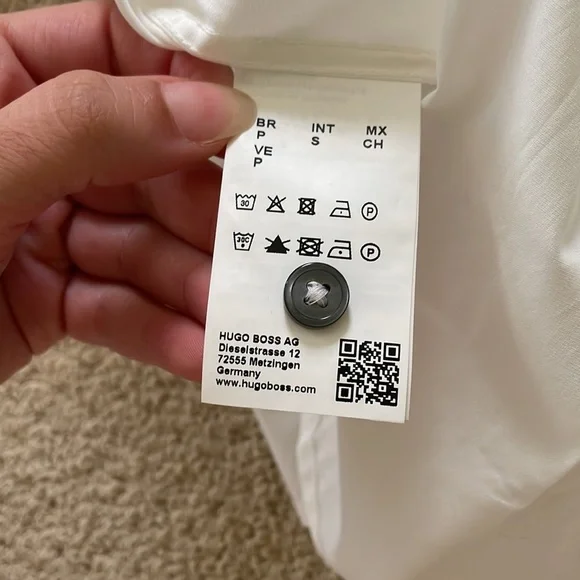 BR INT MX
P S CH
VE
P
30 P
30C P
HUGO BOSS AG
Dieselstrasse 12
72555 Metzingen
Germany
www.hugoboss.com